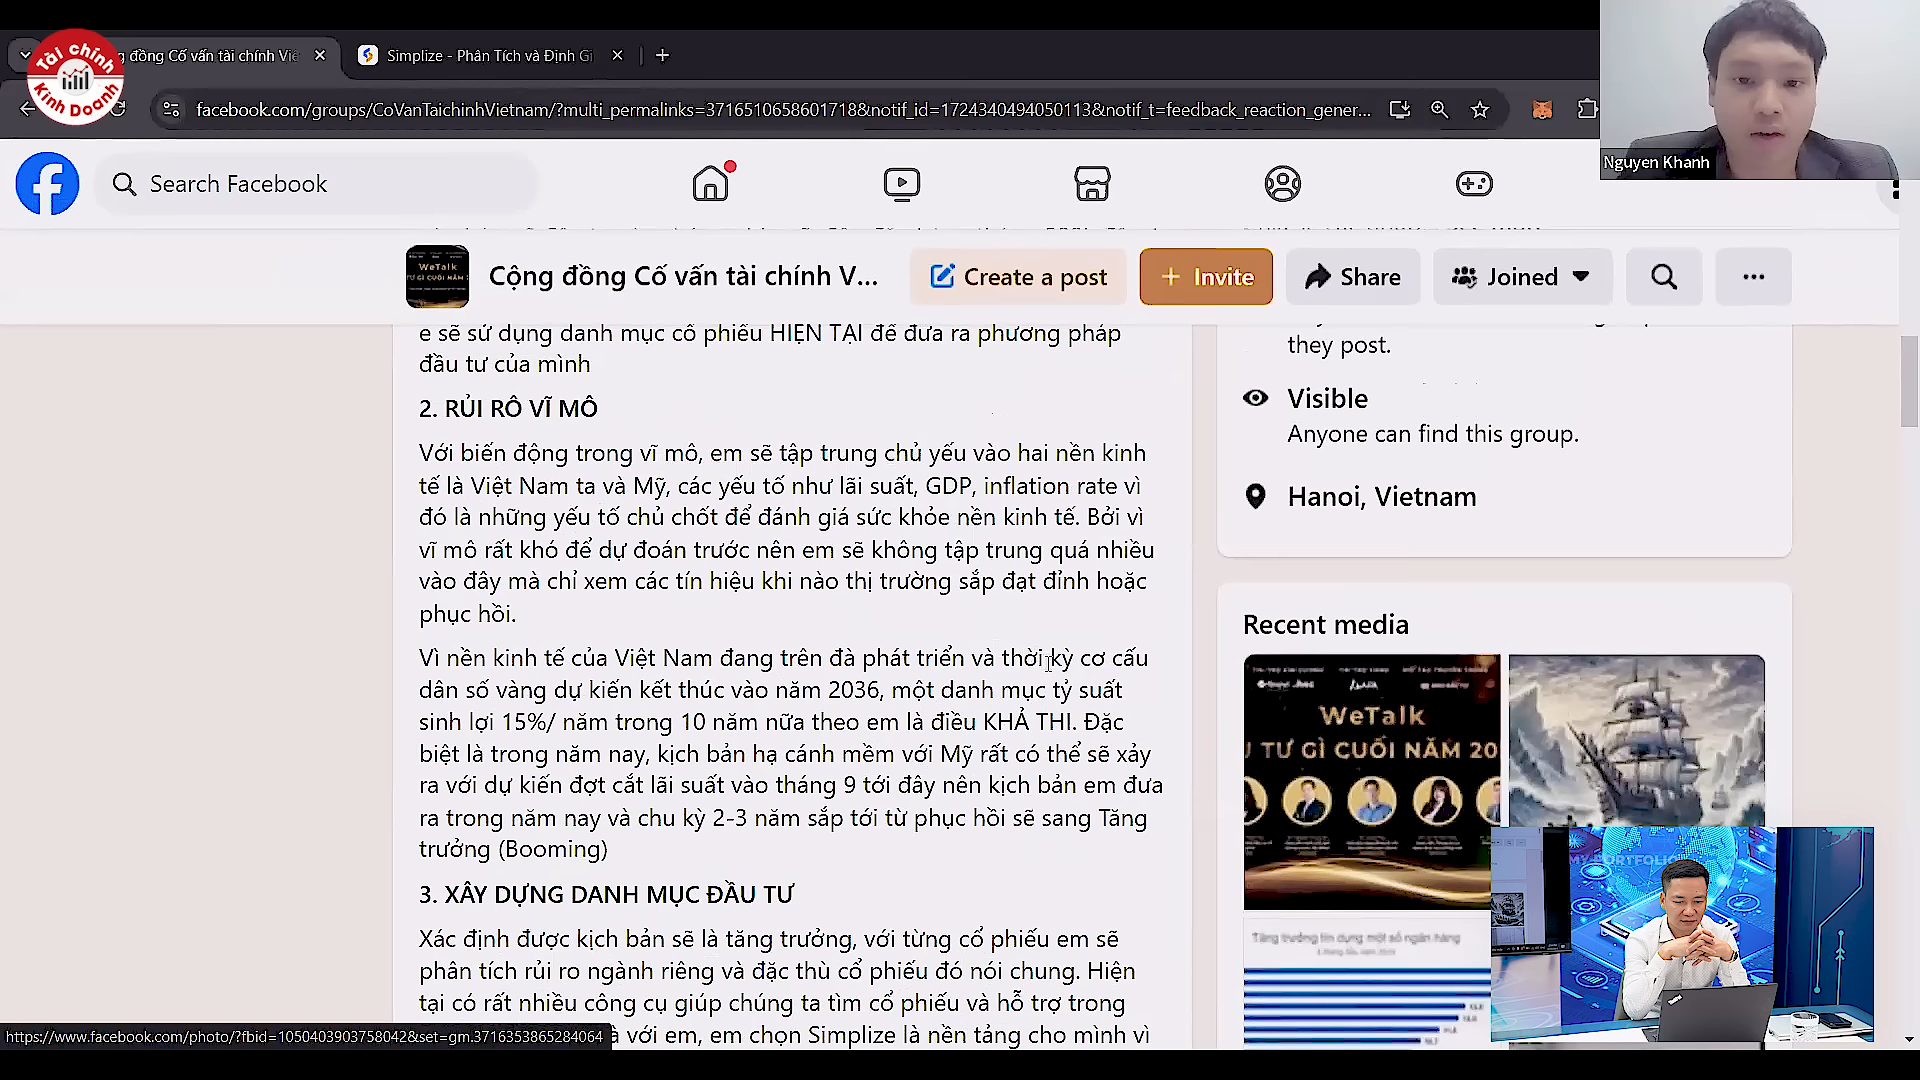 Tài chính
Kinh Doanh
g đồng Cố vấn tài chính Vi
Simplize - Phân Tích và Định Gi
facebook.com/groups/CoVanTaichinhVietnam/?multi_permalinks=3716510658601718&notif_id=1724340494050113&notif_t=feedback_reaction_gener...
Nguyen Khanh
Search Facebook
Cộng đồng Cố vấn tài chính V...
Create a post
Invite
Share
Joined
e sẽ sử dụng danh mục cổ phiếu HIỆN TẠI để đưa ra phương pháp
đầu tư của mình
2. RỦI RÔ VĨ MÔ
Với biến động trong vĩ mô, em sẽ tập trung chủ yếu vào hai nền kinh
tế là Việt Nam ta và Mỹ, các yếu tố như lãi suất, GDP, inflation rate vì
đó là những yếu tố chủ chốt để đánh giá sức khỏe nền kinh tế. Bởi vì
vĩ mô rất khó để dự đoán trước nên em sẽ không tập trung quá nhiều
vào đây mà chỉ xem các tín hiệu khi nào thị trường sắp đạt đỉnh hoặc
phục hồi.
Vì nền kinh tế của Việt Nam đang trên đà phát triển và thời kỳ cơ cấu
dân số vàng dự kiến kết thúc vào năm 2036, một danh mục tỷ suất
sinh lợi 15%/ năm trong 10 năm nữa theo em là điều KHẢ THI. Đặc
biệt là trong năm nay, kịch bản hạ cánh mềm với Mỹ rất có thể sẽ xảy
ra với dự kiến đợt cắt lãi suất vào tháng 9 tới đây nên kịch bản em đưa
ra trong năm nay và chu kỳ 2-3 năm sắp tới từ phục hồi sẽ sang Tăng
trưởng (Booming)
3. XÂY DỰNG DANH MỤC ĐẦU TƯ
Xác định được kịch bản sẽ là tăng trưởng, với từng cổ phiếu em sẽ
phân tích rủi ro ngành riêng và đặc thù cổ phiếu đó nói chung. Hiện
tại có rất nhiều công cụ giúp chúng ta tìm cổ phiếu và hỗ trợ trong
với em, em chọn Simplize là nền tảng cho mình vì
they post.
Visible
Anyone can find this group.
Hanoi, Vietnam
Recent media
WeTalk
U TƯ GÌ CUỐI NĂM 20
Tăng trưởng tín dụng một số ngân hàng
MY PORTFOLIO
https://www.facebook.com/photo/?fbid=1050403903758042&set=gm.3716353865284064